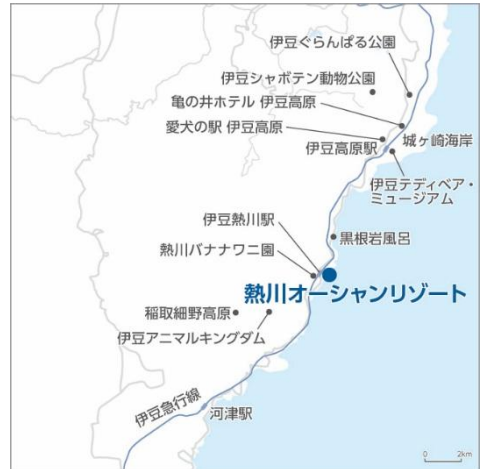 伊豆ぐらんぱる公園
伊豆シャボテン動物公園
亀の井ホテル 伊豆高原
愛犬の駅 伊豆高原
伊豆高原駅
城ヶ崎海岸
伊豆テディベア・
ミュージアム
伊豆熱川駅
黒根岩風呂
熱川バナナワニ園
熱川オーシャンリゾート
稲取細野高原
伊豆アニマルキングダム
伊豆急行線
河津駅
0 2km